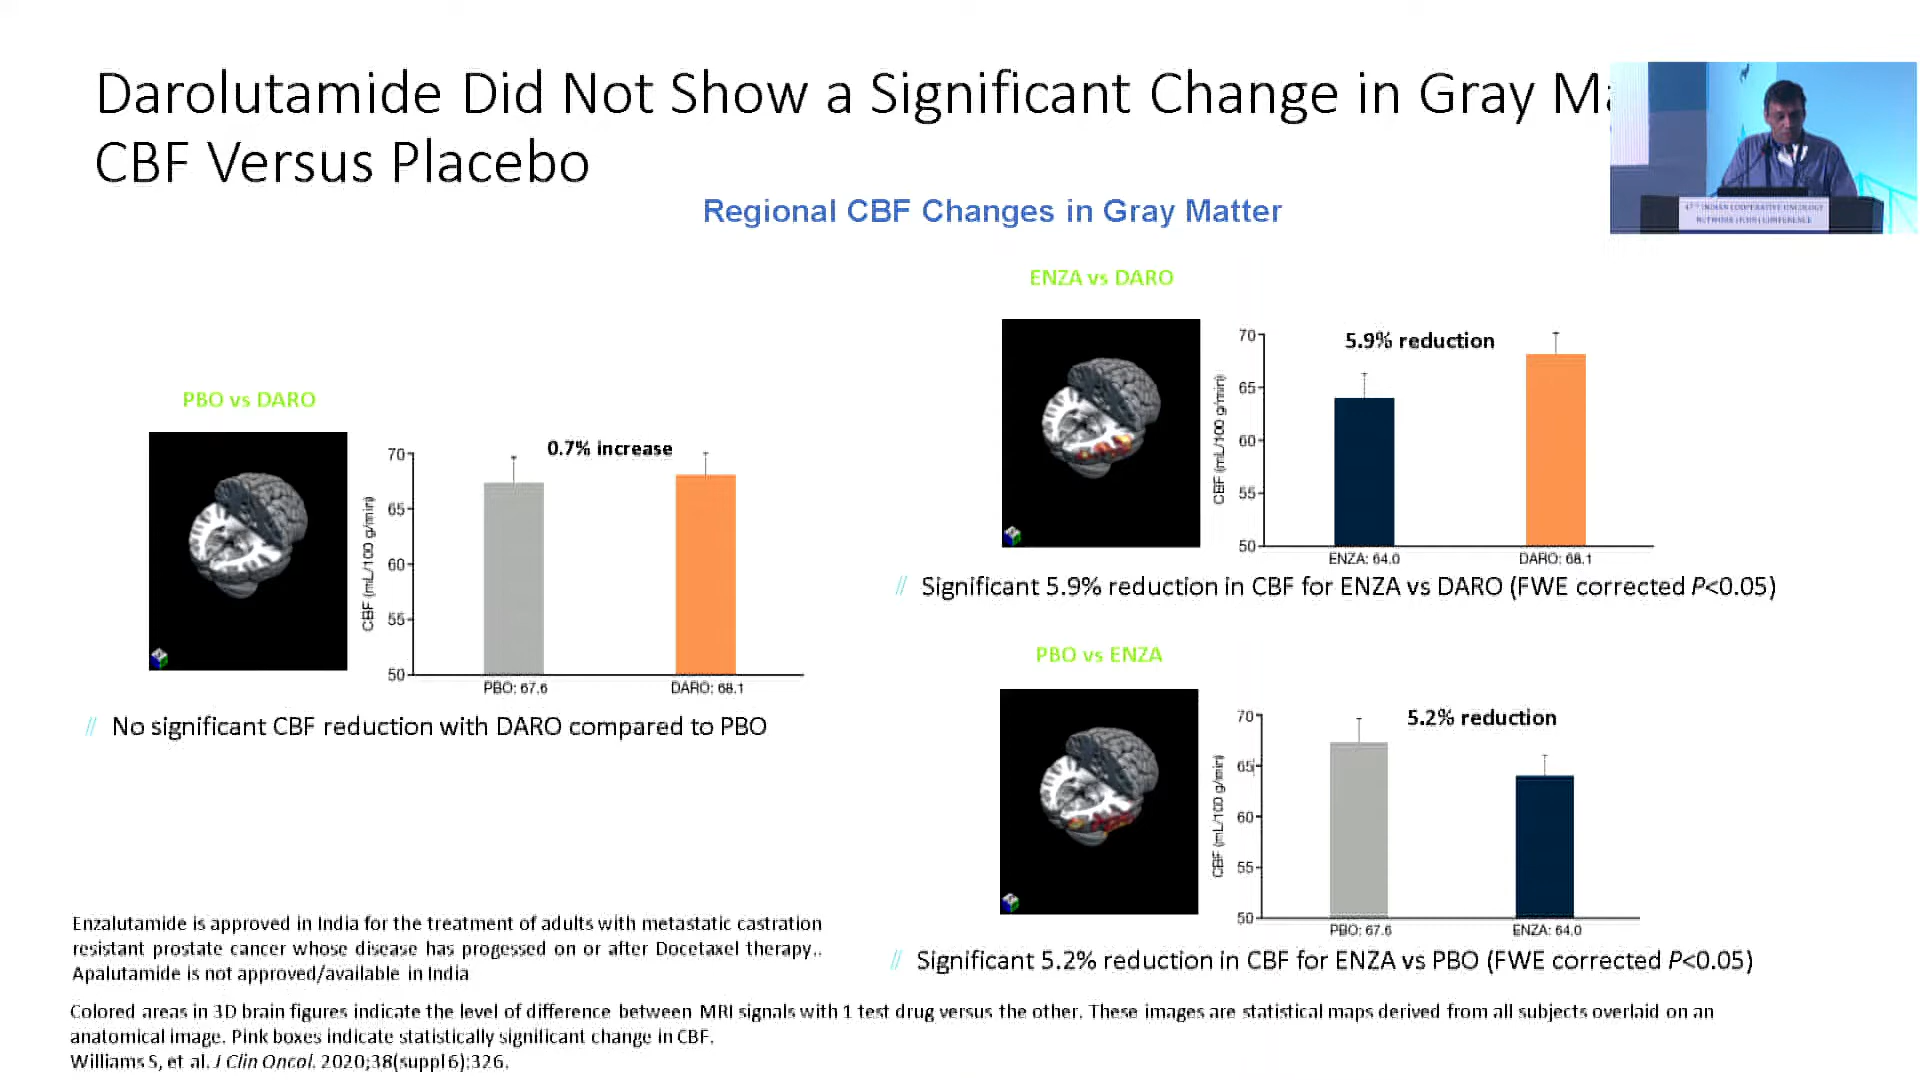 Darolutamide Did Not Show a Significant Change in Gray
CBF Versus Placebo
Regional CBF Changes in Gray Matter
PBO vs DARO
0.7% increase
CBF (mL/100 g/min)
70
65
60
55
50
PBO: 67.6
DARO: 68.1
// No significant CBF reduction with DARO compared to PBO
ENZA vs DARO
5.9% reduction
CBF (mL/100 g/min)
70
65
60
55
50
ENZA: 64.0
DARO: 68.1
// Significant 5.9% reduction in CBF for ENZA vs DARO (FWE corrected P<0.05)
PBO vs ENZA
5.2% reduction
CBF (mL/100 g/min)
70
65
60
55
50
PBO: 67.6
ENZA: 64.0
// Significant 5.2% reduction in CBF for ENZA vs PBO (FWE corrected P<0.05)
Enzalutamide is approved in India for the treatment of adults with metastatic castration
resistant prostate cancer whose disease has progessed on or after Docetaxel therapy..
Apalutamide is not approved/available in India
Colored areas in 3D brain figures indicate the level of difference between MRI signals with 1 test drug versus the other. These images are statistical maps derived from all subjects overlaid on an
anatomical image. Pink boxes indicate statistically significant change in CBF.
Williams S, et al. J Clin Oncol. 2020;38(suppl 6):326.
INDIAN COOPERATIVE ONCOLOGY
NETWORK (ICON) CONFERENCE